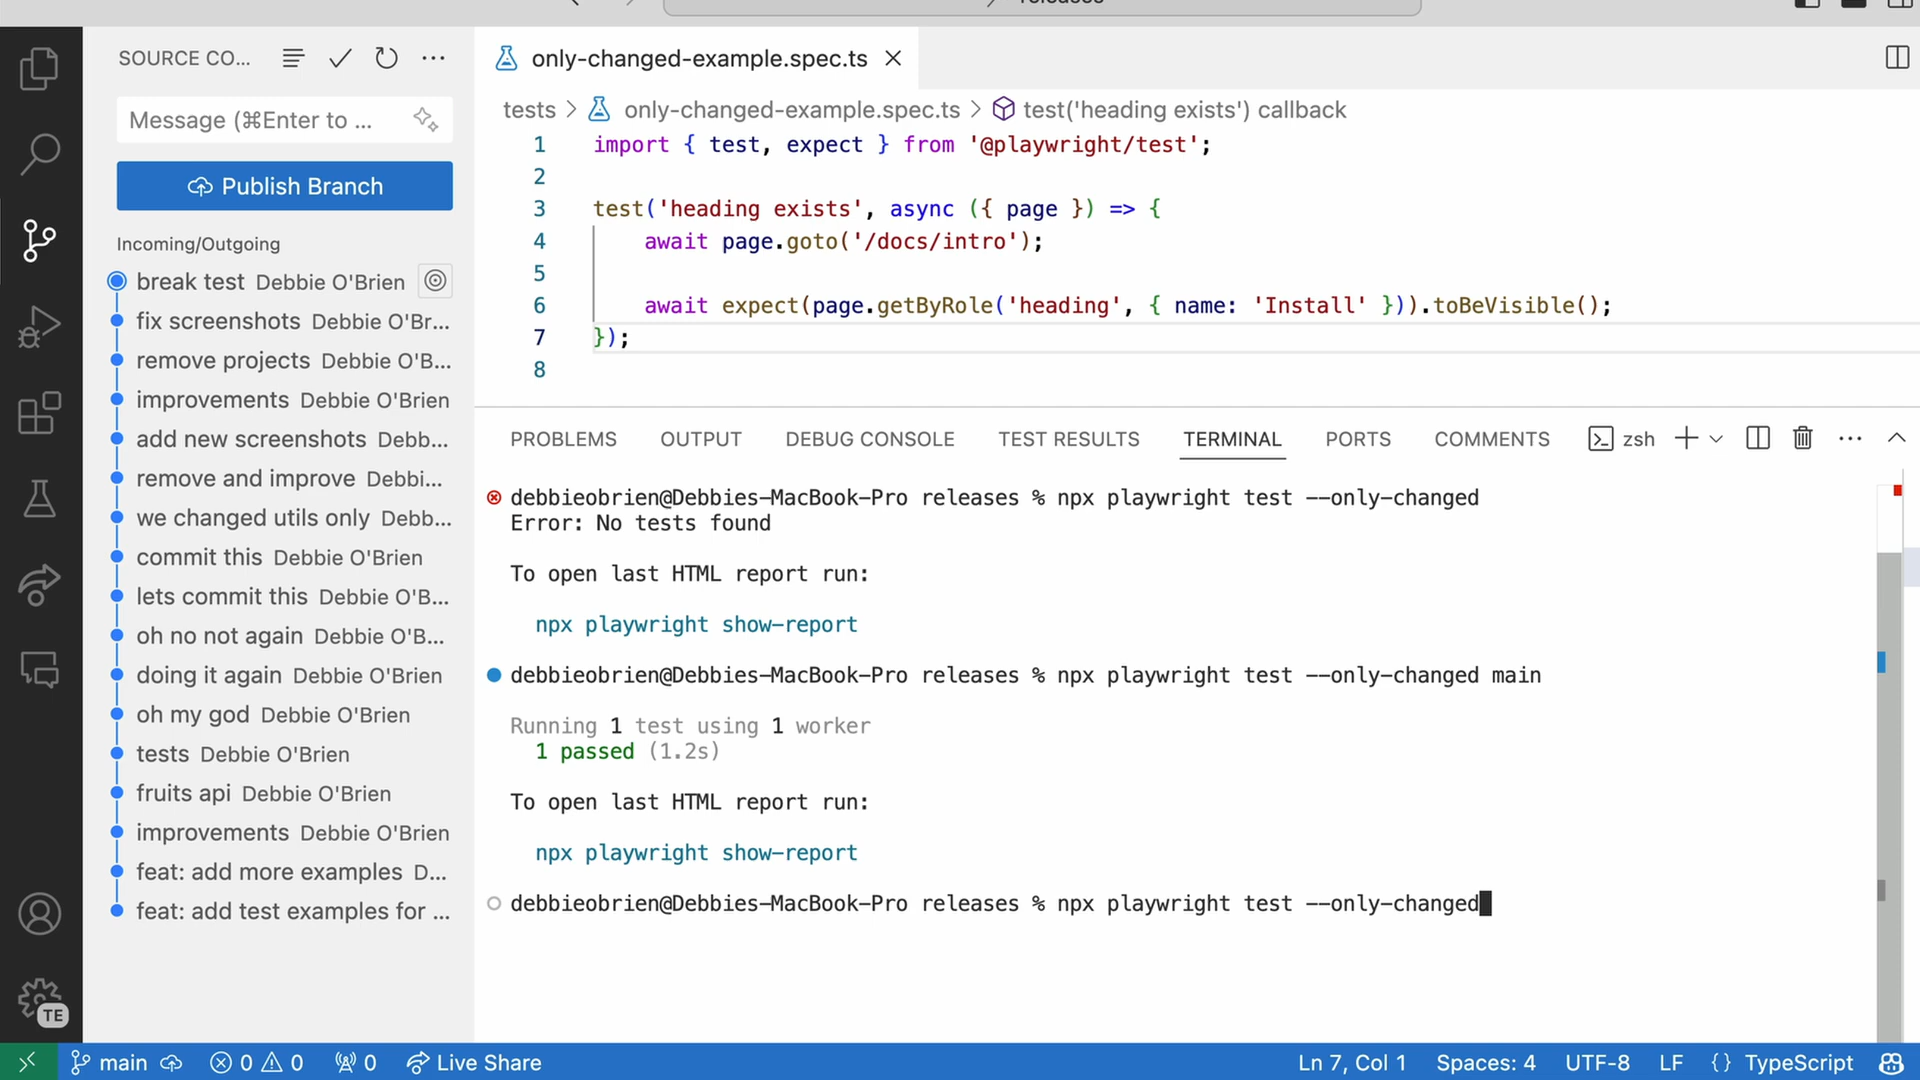 releases
SOURCE CO...
Message (⌘Enter to ...
Publish Branch
Incoming/Outgoing
break test Debbie O'Brien
fix screenshots Debbie O'Br...
remove projects Debbie O'B...
improvements Debbie O'Brien
add new screenshots Debb...
remove and improve Debbi...
we changed utils only Debb...
commit this Debbie O'Brien
lets commit this Debbie O'B...
oh no not again Debbie O'B...
doing it again Debbie O'Brien
oh my god Debbie O'Brien
tests Debbie O'Brien
fruits api Debbie O'Brien
improvements Debbie O'Brien
feat: add more examples D...
feat: add test examples for ...
TE
only-changed-example.spec.ts
tests > only-changed-example.spec.ts > test('heading exists') callback
1 import { test, expect } from '@playwright/test';
2
3 test('heading exists', async ({ page }) => {
4 await page.goto('/docs/intro');
5
6 await expect(page.getByRole('heading', { name: 'Install' })).toBeVisible();
7 });
8
PROBLEMS OUTPUT DEBUG CONSOLE TEST RESULTS TERMINAL PORTS COMMENTS zsh
debbieobrien@Debbies-MacBook-Pro releases % npx playwright test --only-changed
Error: No tests found
To open last HTML report run:
npx playwright show-report
debbieobrien@Debbies-MacBook-Pro releases % npx playwright test --only-changed main
Running 1 test using 1 worker
1 passed (1.2s)
To open last HTML report run:
npx playwright show-report
debbieobrien@Debbies-MacBook-Pro releases % npx playwright test --only-changed
main 0 0 0 Live Share Ln 7, Col 1 Spaces: 4 UTF-8 LF {} TypeScript